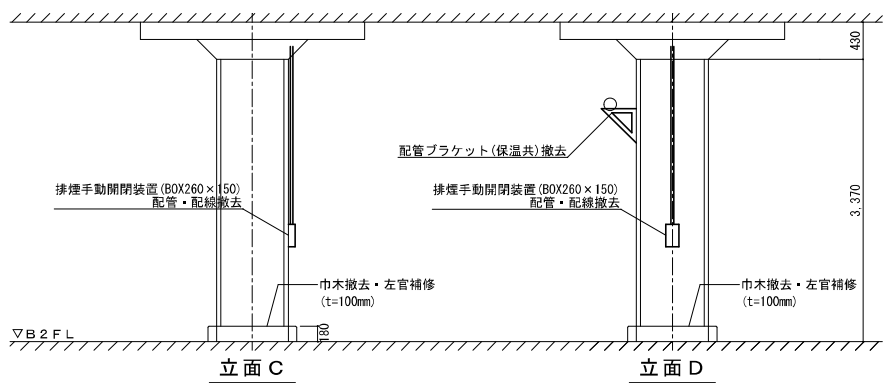 430
配管ブラケット(保温共)撤去
排煙手動開閉装置(BOX260×150)
配管・配線撤去
排煙手動開閉装置(BOX260×150)
配管・配線撤去
3,370
巾木撤去・左官補修
(t=100mm)
巾木撤去・左官補修
(t=100mm)
▽B2FL
180
立面C
立面D